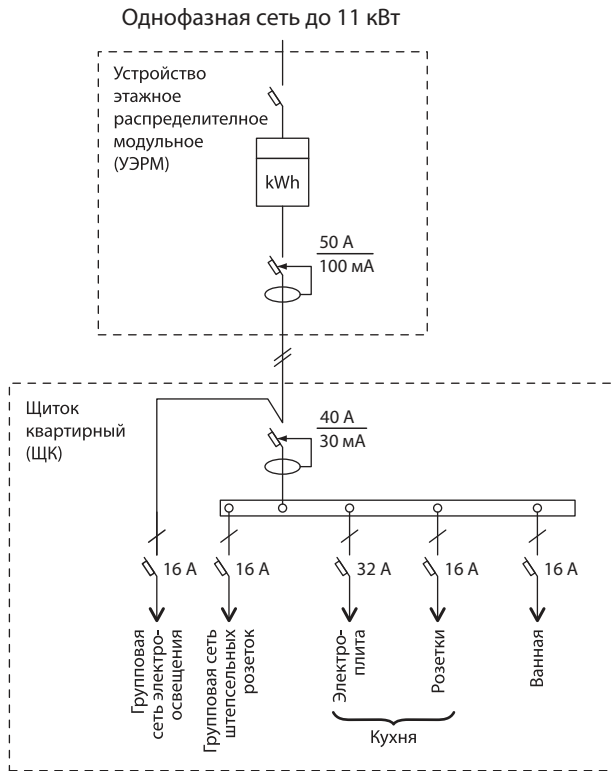 Однофазная сеть до 11 кВт
Устройство
этажное
распределителное
модульное
(УЭРМ)
kWh
50 А
100 мА
Щиток
квартирный
(ЩК)
40 А
30 мА
16 А
16 А
32 А
16 А
16 А
Групповая
сеть электро-
освещения
Групповая сеть
штепсельных
розеток
Электро-
плита
Розетки
Ванная
Кухня